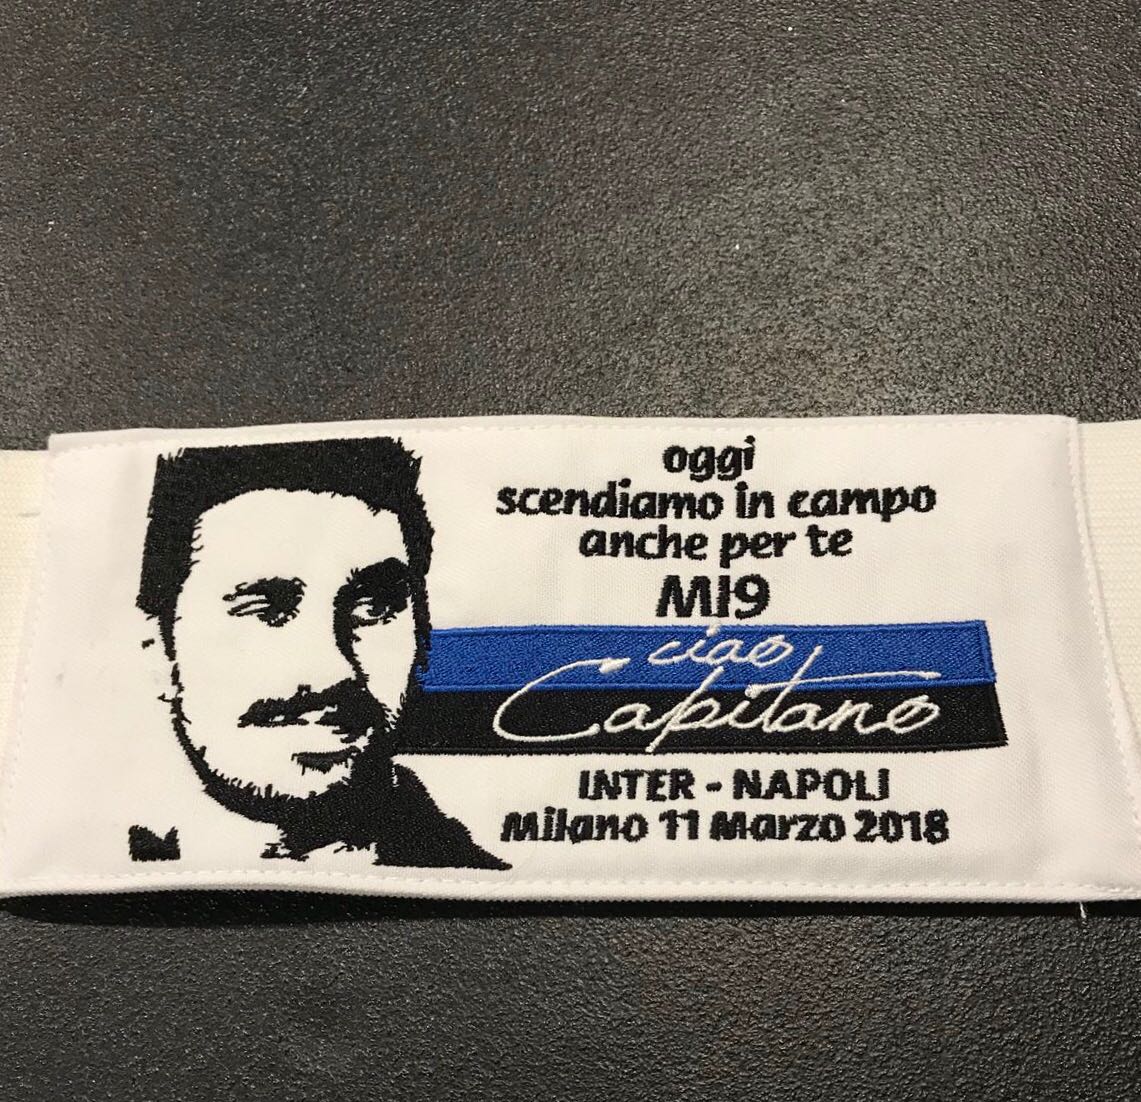 oggi
scendiamo in campo
anche per te
MI9
ciao
Capitano
INTER - NAPOLI
Milano 11 Marzo 2018